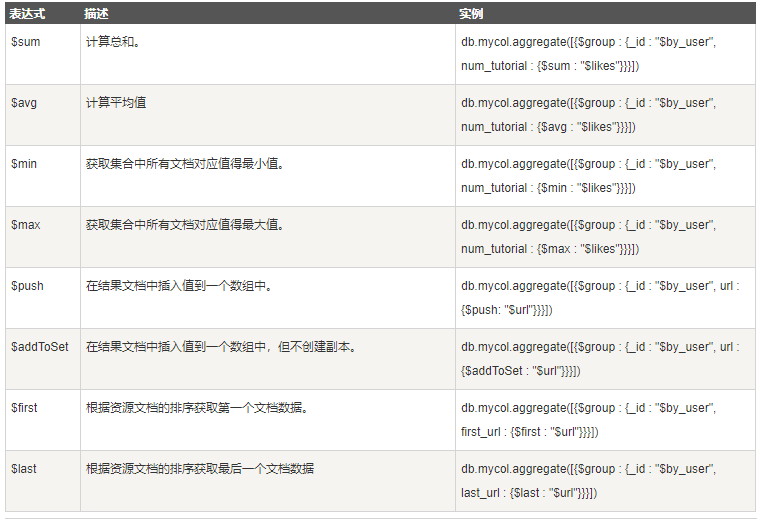 表达式 描述 实例
$sum 计算总和。 db.mycol.aggregate([{$group : {_id : "$by_user",
num_tutorial : {$sum : "$likes"}}}])
$avg 计算平均值 db.mycol.aggregate([{$group : {_id : "$by_user",
num_tutorial : {$avg : "$likes"}}}])
$min 获取集合中所有文档对应值得最小值。 db.mycol.aggregate([{$group : {_id : "$by_user",
num_tutorial : {$min : "$likes"}}}])
$max 获取集合中所有文档对应值得最大值。 db.mycol.aggregate([{$group : {_id : "$by_user",
num_tutorial : {$max : "$likes"}}}])
$push 在结果文档中插入值到一个数组中。 db.mycol.aggregate([{$group : {_id : "$by_user", url :
{$push: "$url"}}}])
$addToSet 在结果文档中插入值到一个数组中，但不创建副本。 db.mycol.aggregate([{$group : {_id : "$by_user", url :
{$addToSet : "$url"}}}])
$first 根据资源文档的排序获取第一个文档数据。 db.mycol.aggregate([{$group : {_id : "$by_user",
first_url : {$first : "$url"}}}])
$last 根据资源文档的排序获取最后一个文档数据 db.mycol.aggregate([{$group : {_id : "$by_user",
last_url : {$last : "$url"}}}])